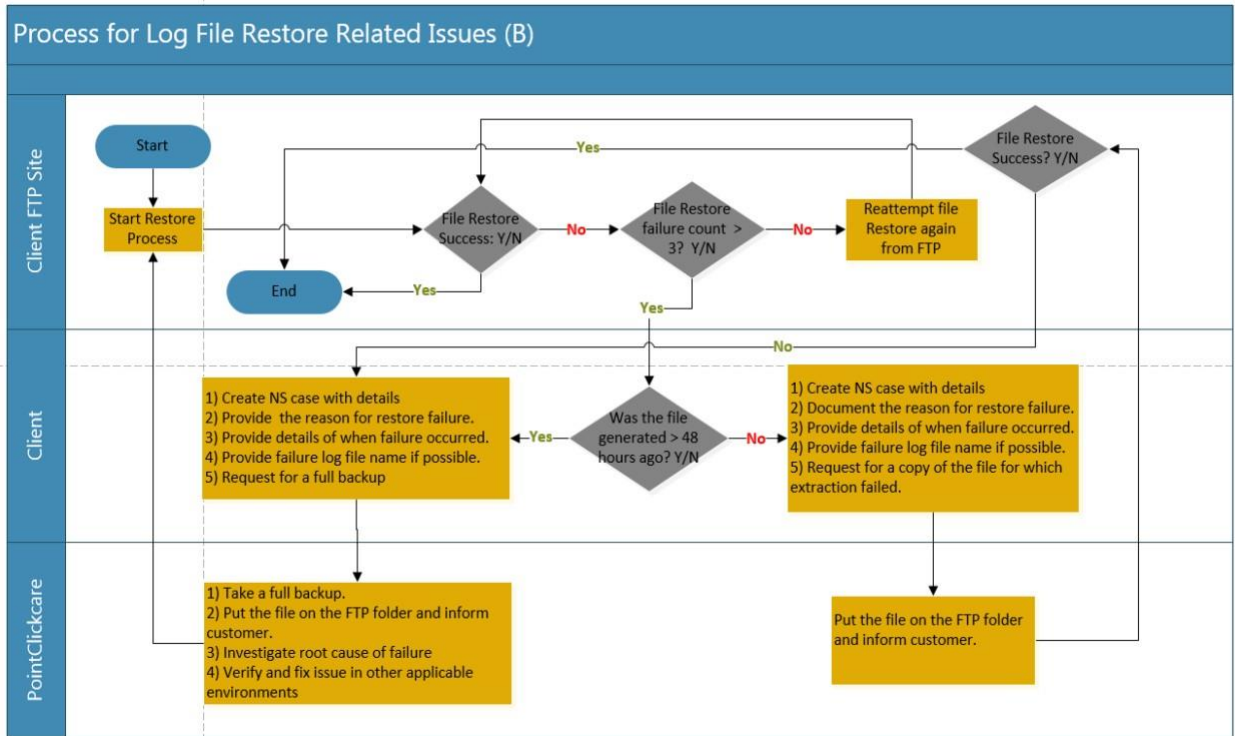 Process for Log File Restore Related Issues (B)
Client FTP Site
Start
Start Restore
Process
File Restore
Success: Y/N
No
File Restore
failure count >
3? Y/N
No
Reattempt file
Restore again
from FTP
File Restore
Success? Y/N
Yes
Yes
End
Yes
No
Client
1) Create NS case with details
2) Provide the reason for restore failure.
3) Provide details of when failure occurred.
4) Provide failure log file name if possible.
5) Request for a full backup
Yes
Was the file
generated > 48
hours ago? Y/N
No
1) Create NS case with details
2) Document the reason for restore failure.
3) Provide details of when failure occurred.
4) Provide failure log file name if possible.
5) Request for a copy of the file for which
extraction failed.
PointClickcare
1) Take a full backup.
2) Put the file on the FTP folder and inform
customer.
3) Investigate root cause of failure
4) Verify and fix issue in other applicable
environments
Put the file on the FTP folder
and inform customer.